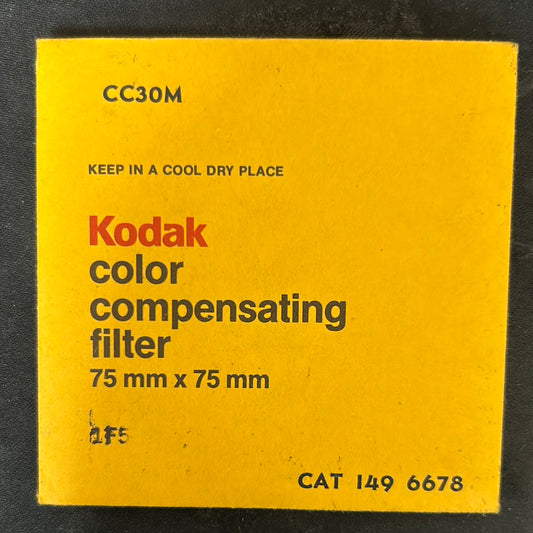 CC30M
KEEP IN A COOL DRY PLACE
Kodak
color
compensating
filter
75 mm x 75 mm
CAT 149 6678